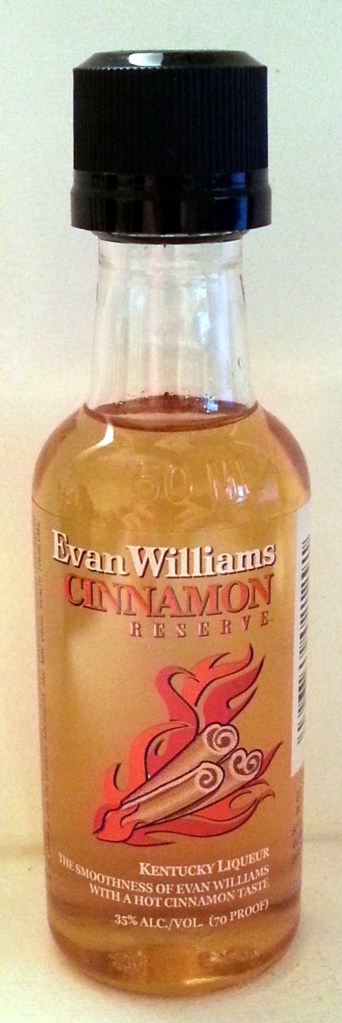 50 ml
Evan Williams
CINNAMON
RESERVE
KENTUCKY LIQUEUR
THE SMOOTHNESS OF EVAN WILLIAMS
WITH A HOT CINNAMON TASTE
35% ALC./VOL. (70 PROOF)